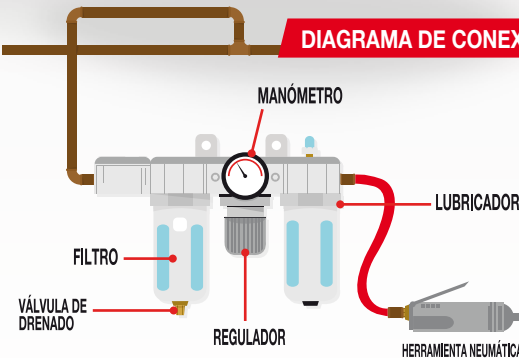 DIAGRAMA DE CONEX
MANÓMETRO
LUBRICADOR
FILTRO
VÁLVULA DE
DRENADO
REGULADOR
HERRAMIENTA NEUMÁTICA